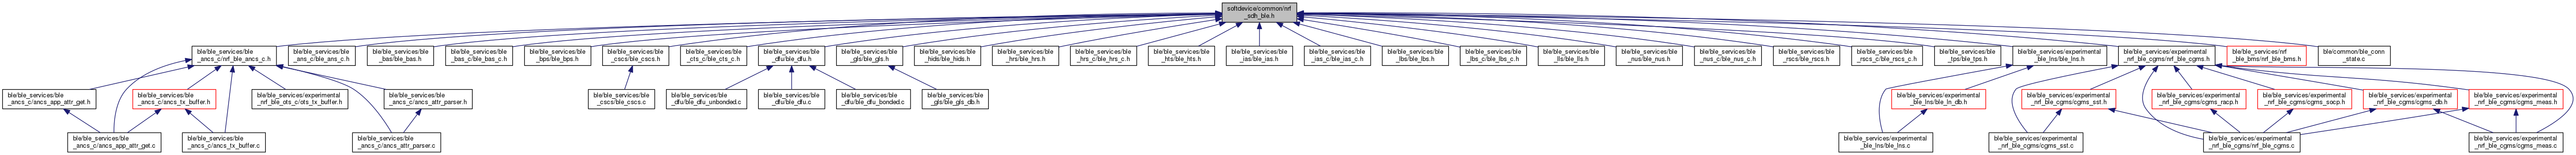 softdevice/common/nrf
_sdh_ble.h
ble/ble_services/ble
_ancs_c/nrf_ble_ancs_c.h
ble/ble_services/ble
_ans_c/ble_ans_c.h
ble/ble_services/ble
_bas/ble_bas.h
ble/ble_services/ble
_bas_c/ble_bas_c.h
ble/ble_services/ble
_bps/ble_bps.h
ble/ble_services/ble
_cscs/ble_cscs.h
ble/ble_services/ble
_cts_c/ble_cts_c.h
ble/ble_services/ble
_dfu/ble_dfu.h
ble/ble_services/ble
_gls/ble_gls.h
ble/ble_services/ble
_hids/ble_hids.h
ble/ble_services/ble
_hrs/ble_hrs.h
ble/ble_services/ble
_hrs_c/ble_hrs_c.h
ble/ble_services/ble
_hts/ble_hts.h
ble/ble_services/ble
_ias/ble_ias.h
ble/ble_services/ble
_ias_c/ble_ias_c.h
ble/ble_services/ble
_lbs/ble_lbs.h
ble/ble_services/ble
_lbs_c/ble_lbs_c.h
ble/ble_services/ble
_lls/ble_lls.h
ble/ble_services/ble
_nus/ble_nus.h
ble/ble_services/ble
_nus_c/ble_nus_c.h
ble/ble_services/ble
_rscs/ble_rscs.h
ble/ble_services/ble
_rscs_c/ble_rscs_c.h
ble/ble_services/ble
_tps/ble_tps.h
ble/ble_services/experimental
_ble_lns/ble_lns.h
ble/ble_services/experimental
_nrf_ble_cgms/nrf_ble_cgms.h
ble/ble_services/nrf
_ble_bms/nrf_ble_bms.h
ble/common/ble_conn
_state.c
ble/ble_services/ble
_ancs_c/ancs_app_attr_get.h
ble/ble_services/ble
_ancs_c/ancs_tx_buffer.h
ble/ble_services/experimental
_nrf_ble_ots_c/ots_tx_buffer.h
ble/ble_services/ble
_ancs_c/ancs_attr_parser.h
ble/ble_services/ble
_cscs/ble_cscs.c
ble/ble_services/ble
_dfu/ble_dfu_unbonded.c
ble/ble_services/ble
_dfu/ble_dfu.c
ble/ble_services/ble
_dfu/ble_dfu_bonded.c
ble/ble_services/ble
_gls/ble_gls_db.h
ble/ble_services/experimental
_ble_lns/ble_ln_db.h
ble/ble_services/experimental
_nrf_ble_cgms/cgms_sst.h
ble/ble_services/experimental
_nrf_ble_cgms/cgms_racp.h
ble/ble_services/experimental
_nrf_ble_cgms/cgms_socp.h
ble/ble_services/experimental
_nrf_ble_cgms/cgms_db.h
ble/ble_services/experimental
_nrf_ble_cgms/cgms_meas.h
ble/ble_services/ble
_ancs_c/ancs_app_attr_get.c
ble/ble_services/ble
_ancs_c/ancs_tx_buffer.c
ble/ble_services/ble
_ancs_c/ancs_attr_parser.c
ble/ble_services/experimental
_ble_lns/ble_lns.c
ble/ble_services/experimental
_nrf_ble_cgms/cgms_sst.c
ble/ble_services/experimental
_nrf_ble_cgms/nrf_ble_cgms.c
ble/ble_services/experimental
_nrf_ble_cgms/cgms_meas.c